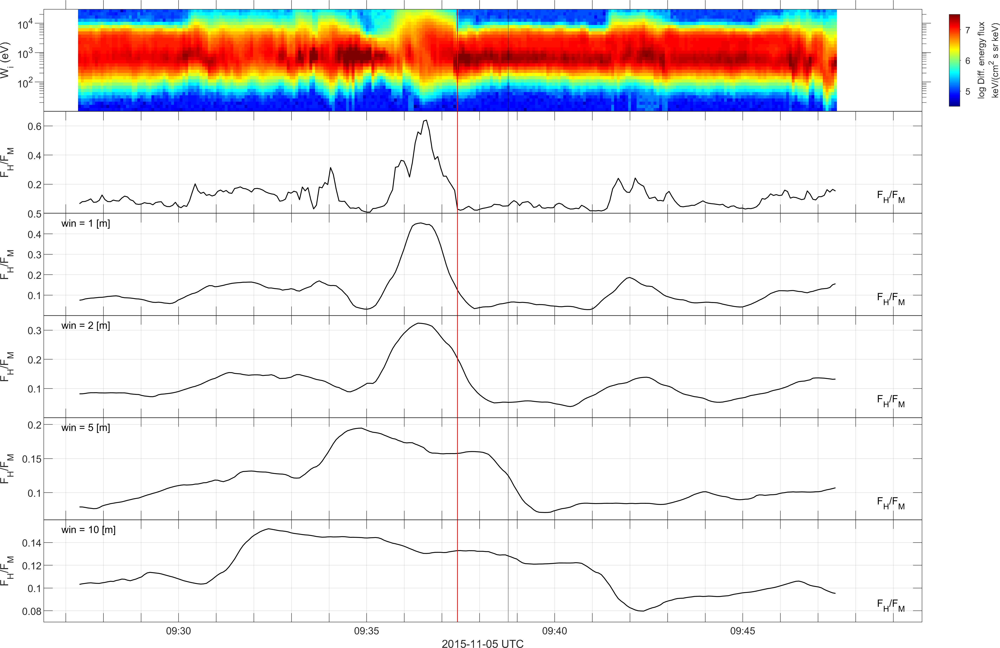 W_i (eV)
10^4
10^3
10^2
7
6
5
log Diff. energy flux
keV/(cm^2 s sr keV)
F_H/F_M
0.6
0.4
0.2
F_H/F_M
F_H/F_M
win = 1 [m]
0.5
0.4
0.3
0.2
0.1
F_H/F_M
F_H/F_M
win = 2 [m]
0.3
0.2
0.1
F_H/F_M
F_H/F_M
win = 5 [m]
0.2
0.15
0.1
F_H/F_M
F_H/F_M
win = 10 [m]
0.14
0.12
0.1
0.08
F_H/F_M
09:30 09:35 09:40 09:45
2015-11-05 UTC